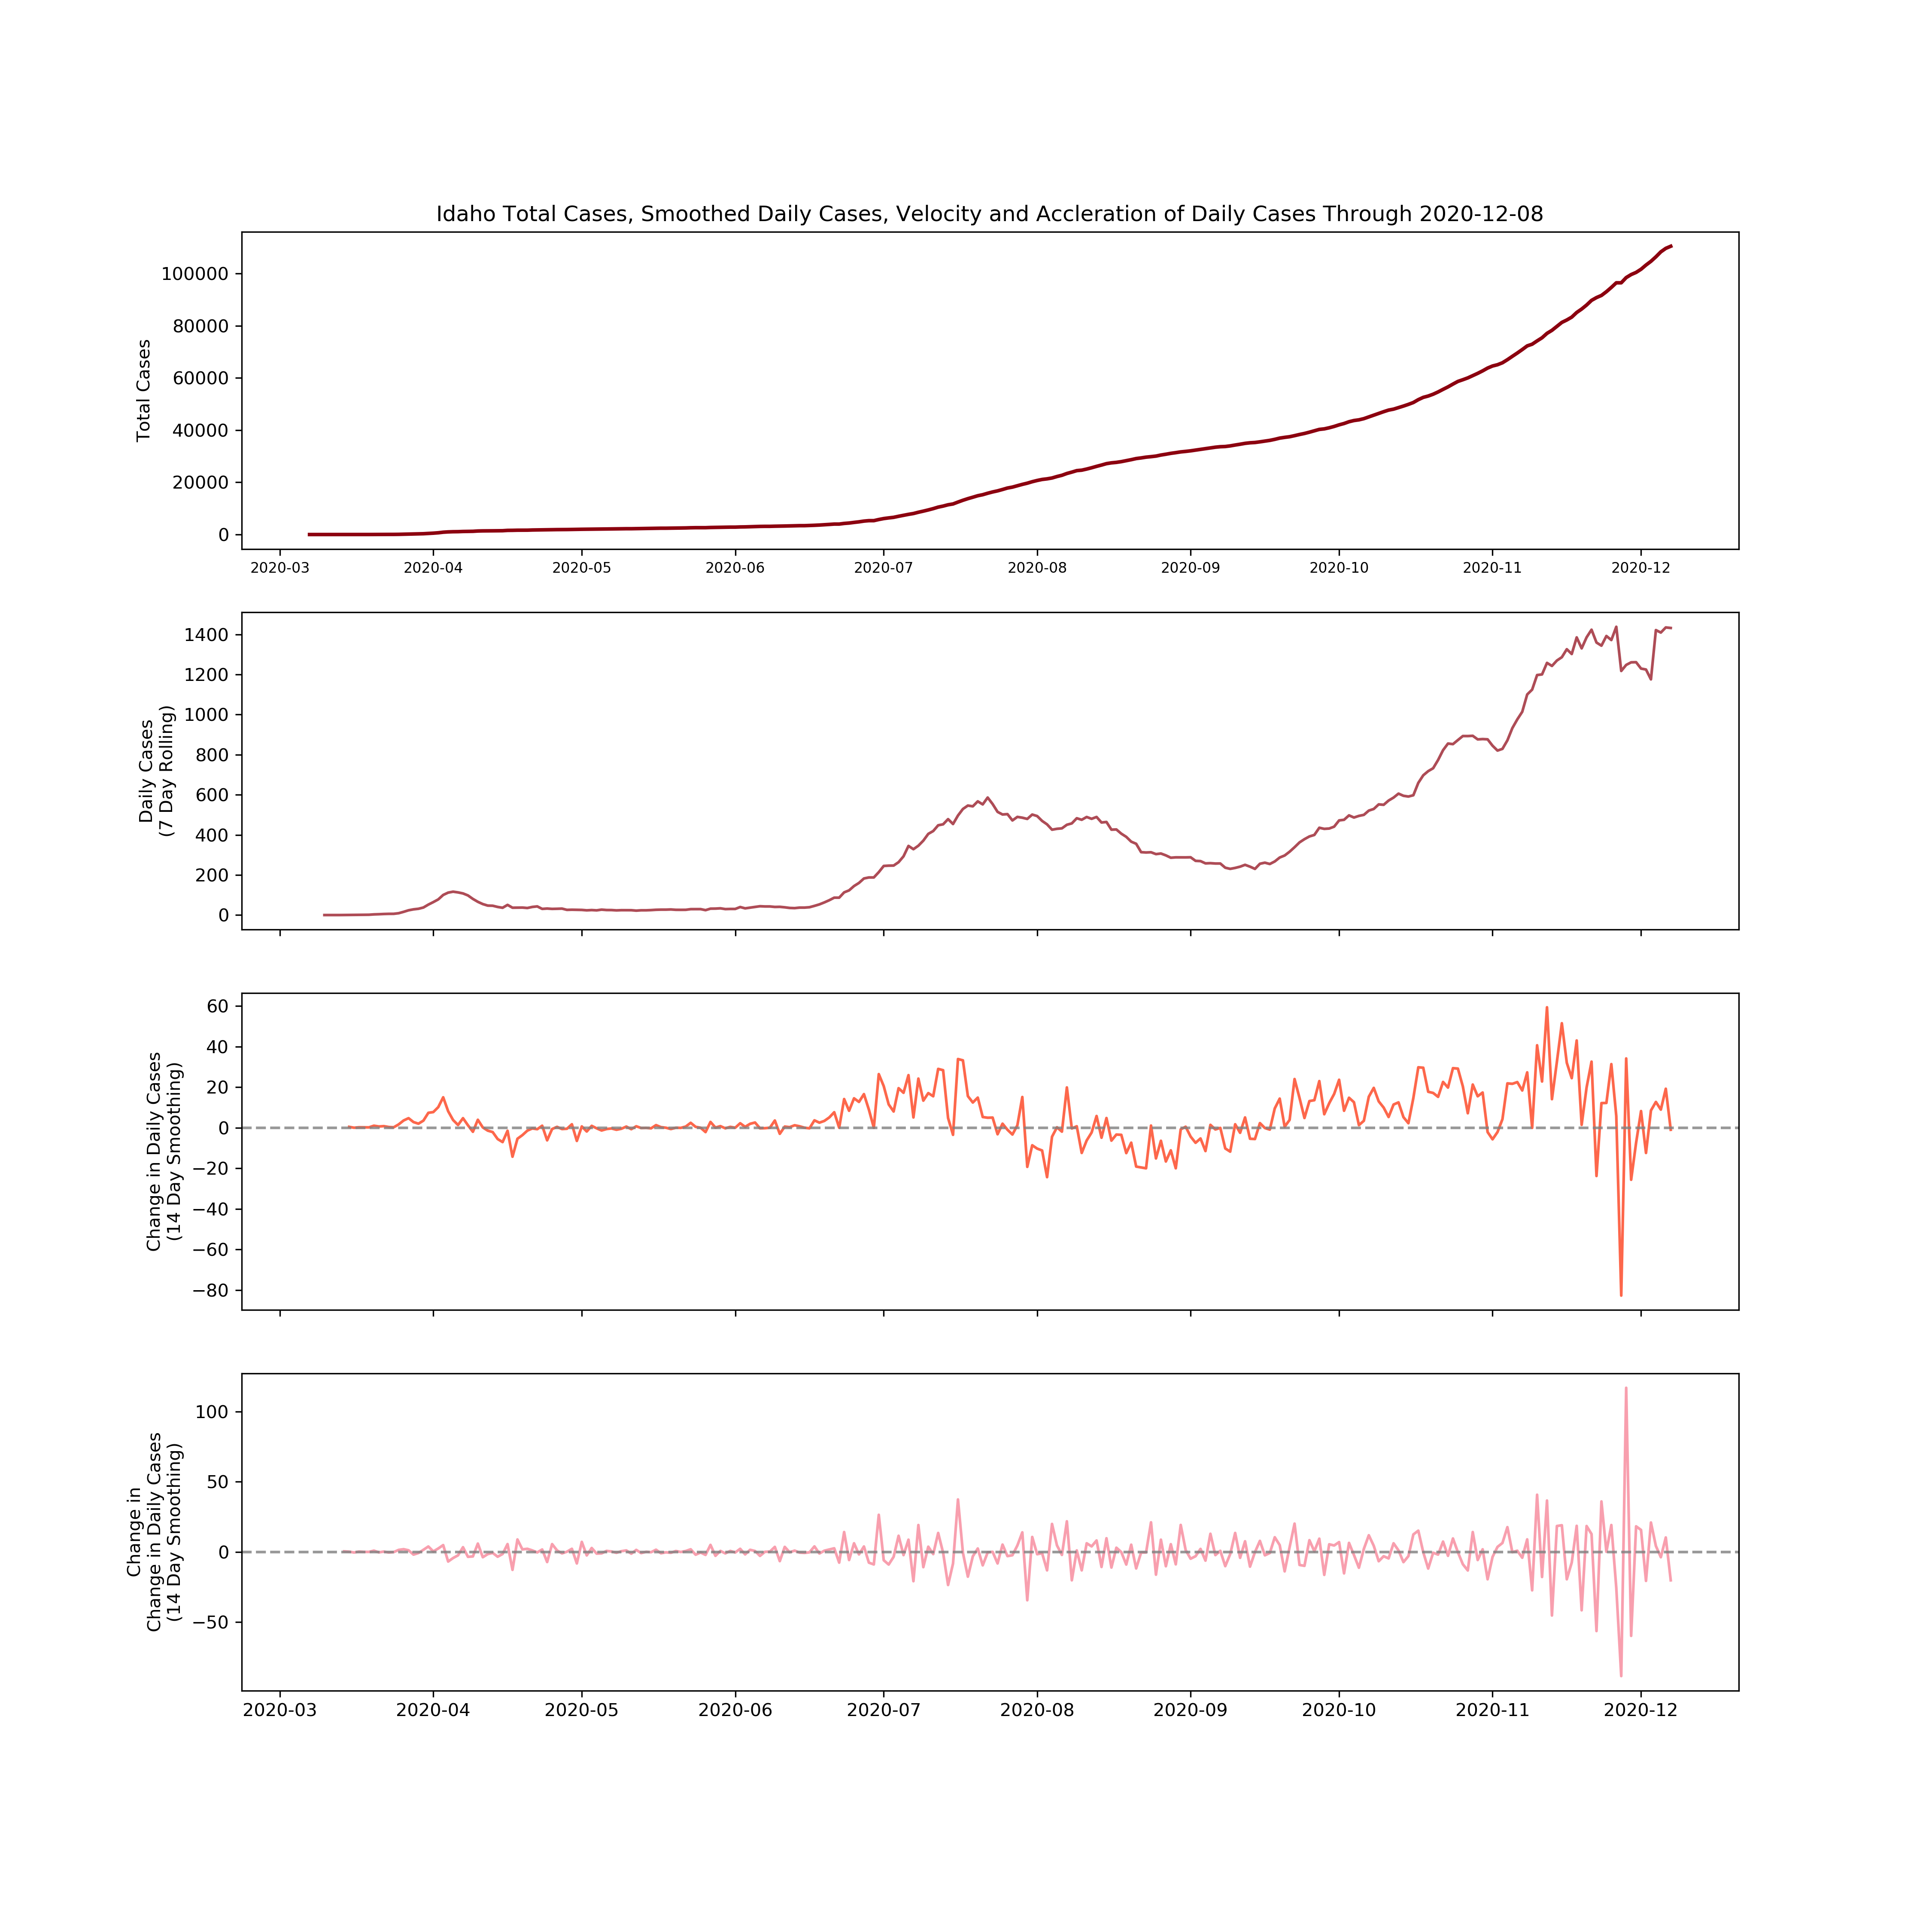 Idaho Total Cases, Smoothed Daily Cases, Velocity and Accleration of Daily Cases Through 2020-12-08
Total Cases
100000
80000
60000
40000
20000
0
2020-03 2020-04 2020-05 2020-06 2020-07 2020-08 2020-09 2020-10 2020-11 2020-12
Daily Cases
(7 Day Rolling)
1400
1200
1000
800
600
400
200
0
Change in Daily Cases
(14 Day Smoothing)
60
40
20
0
−20
−40
−60
−80
Change in
Change in Daily Cases
(14 Day Smoothing)
100
50
0
−50
2020-03 2020-04 2020-05 2020-06 2020-07 2020-08 2020-09 2020-10 2020-11 2020-12